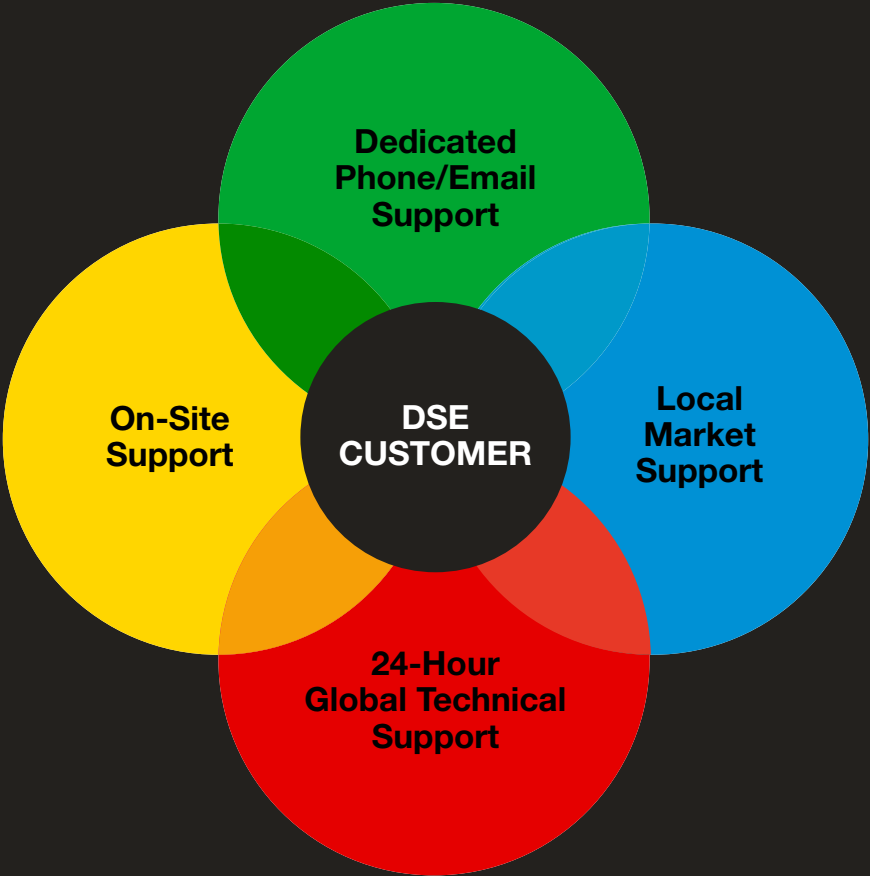 Dedicated
Phone/Email
Support
On-Site
Support
DSE
CUSTOMER
Local
Market
Support
24-Hour
Global Technical
Support